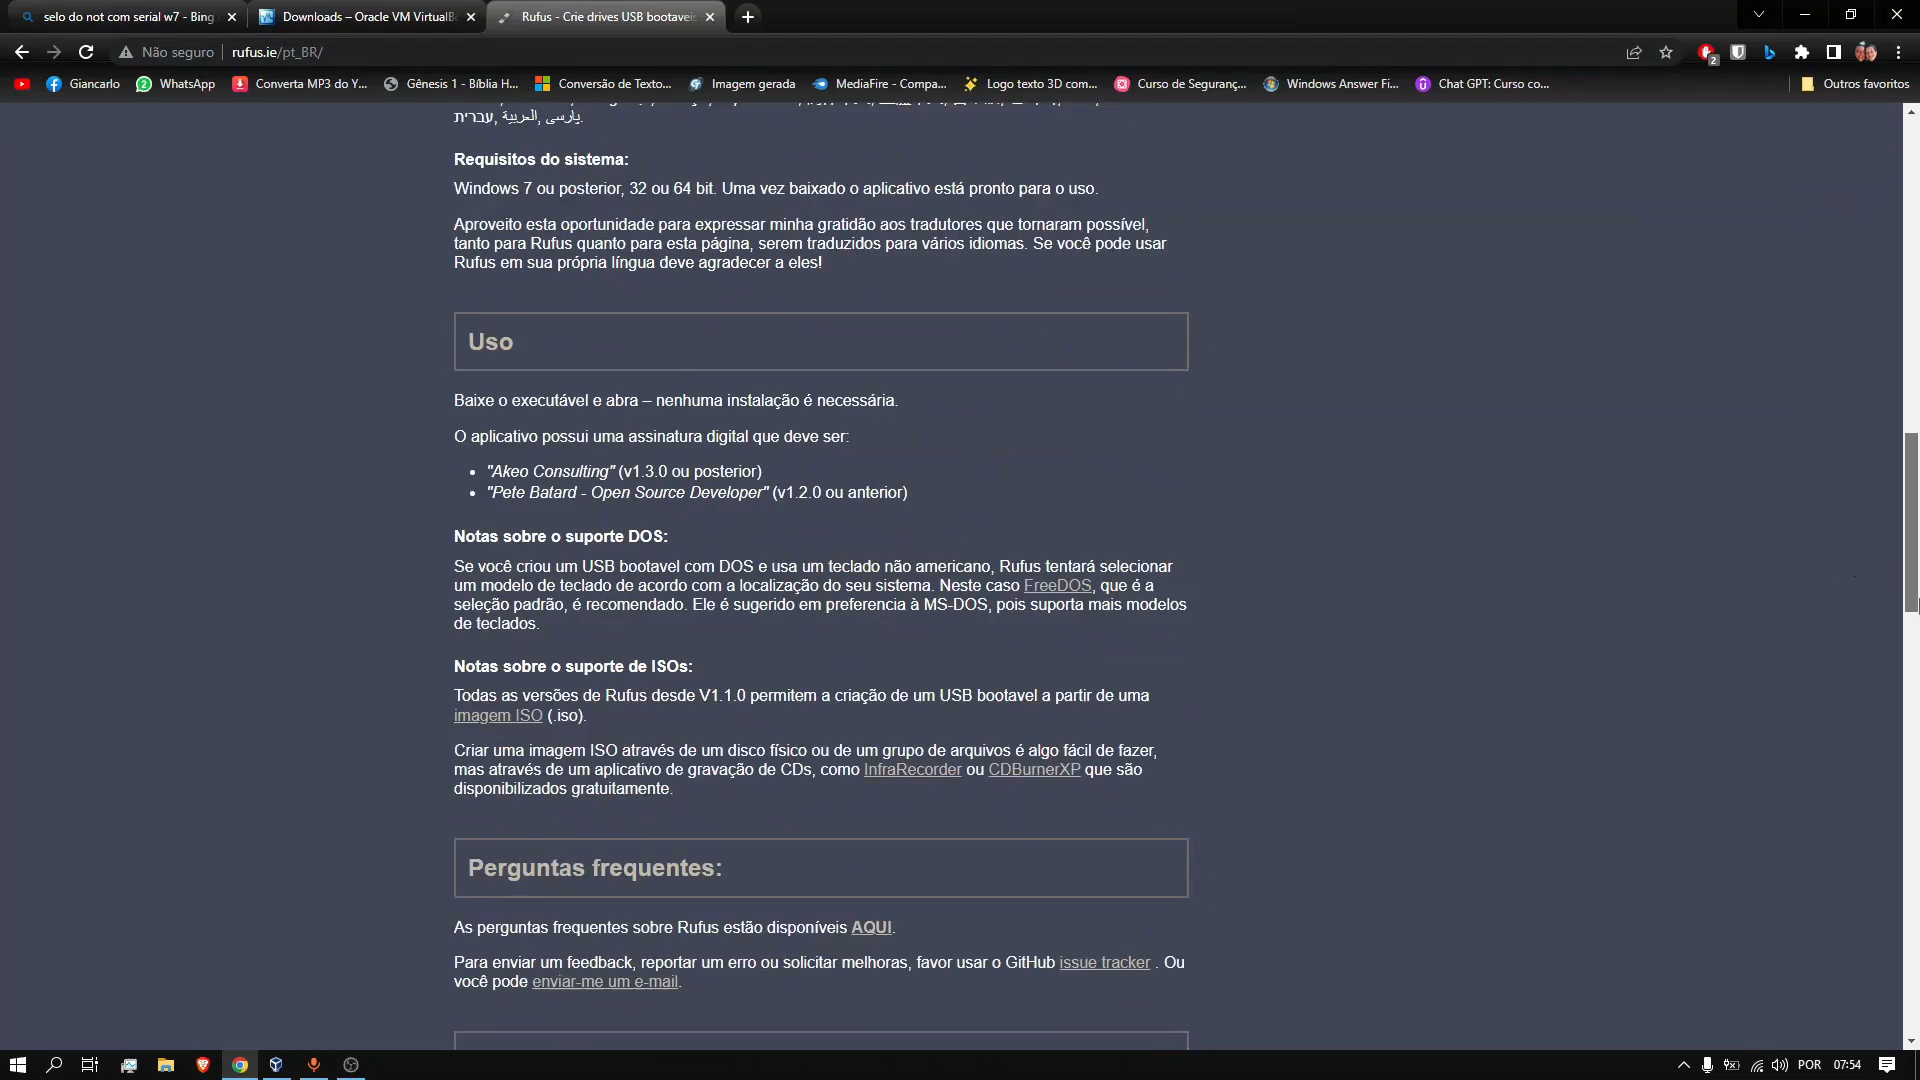 selo do not com serial w7 - Bing
Downloads – Oracle VM VirtualB
Rufus - Crie drives USB bootaveis
Não seguro
rufus.ie/pt_BR/
2
Giancarlo
WhatsApp
Converta MP3 do Y...
Gênesis 1 - Bíblia H...
Conversão de Texto...
Imagem gerada
MediaFire - Compa...
Logo texto 3D com...
Curso de Seguranç...
Windows Answer Fi...
Chat GPT: Curso co...
Outros favoritos
پارسی ,العربية ,עברית.
Requisitos do sistema:
Windows 7 ou posterior, 32 ou 64 bit. Uma vez baixado o aplicativo está pronto para o uso.
Aproveito esta oportunidade para expressar minha gratidão aos tradutores que tornaram possível,
tanto para Rufus quanto para esta página, serem traduzidos para vários idiomas. Se você pode usar
Rufus em sua própria língua deve agradecer a eles!
Uso
Baixe o executável e abra – nenhuma instalação é necessária.
O aplicativo possui uma assinatura digital que deve ser:
• "Akeo Consulting" (v1.3.0 ou posterior)
• "Pete Batard - Open Source Developer" (v1.2.0 ou anterior)
Notas sobre o suporte DOS:
Se você criou um USB bootavel com DOS e usa um teclado não americano, Rufus tentará selecionar
um modelo de teclado de acordo com a localização do seu sistema. Neste caso FreeDOS, que é a
seleção padrão, é recomendado. Ele é sugerido em preferencia à MS-DOS, pois suporta mais modelos
de teclados.
Notas sobre o suporte de ISOs:
Todas as versões de Rufus desde V1.1.0 permitem a criação de um USB bootavel a partir de uma
imagem ISO (.iso).
Criar uma imagem ISO através de um disco físico ou de um grupo de arquivos é algo fácil de fazer,
mas através de um aplicativo de gravação de CDs, como InfraRecorder ou CDBurnerXP que são
disponibilizados gratuitamente.
Perguntas frequentes:
As perguntas frequentes sobre Rufus estão disponíveis AQUI.
Para enviar um feedback, reportar um erro ou solicitar melhoras, favor usar o GitHub issue tracker . Ou
você pode enviar-me um e-mail.
POR
07:54